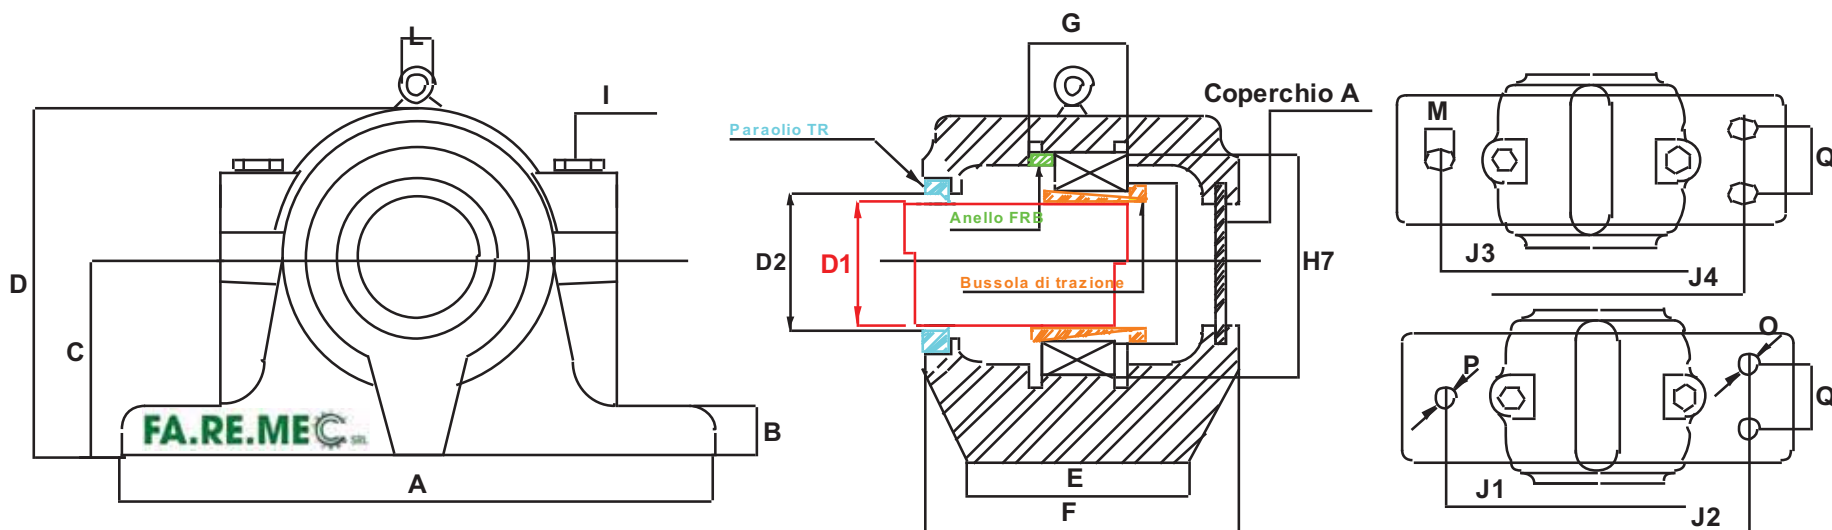 L
I
D
C
B
A
FA.RE.MEC SRL
G
Coperchio A
Paraolio TR
Anello FRB
D2
D1
H7
Bussola di trazione
E
F
M
Q
J3
J4
O
P
Q
J1
J2